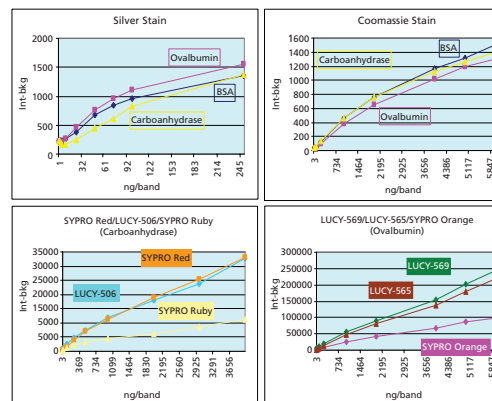 Silver Stain
2000
1500
1000
500
0
Int-bkg
Ovalbumin
BSA
Carboanhydrase
1 32 61 92 122 153 184 214 245
ng/band
Coomassie Stain
1600
1400
1200
1000
800
600
400
200
0
Int-bkg
BSA
Carboanhydrase
Ovalbumin
3 734 1464 2195 2925 3656 4386 5117 5847
ng/band
SYPRO Red/LUCY-506/SYPRO Ruby
(Carboanhydrase)
35000
30000
25000
20000
15000
10000
5000
0
Int-bkg
SYPRO Red
LUCY-506
SYPRO Ruby
3 369 734 1099 1464 1830 2195 2560 2925 3291 3656
ng/band
LUCY-569/LUCY-565/SYPRO Orange
(Ovalbumin)
300000
250000
200000
150000
100000
50000
0
Int-bkg
LUCY-569
LUCY-565
SYPRO Orange
3 734 1464 2195 2925 3656 4386 5117 5847
ng/band